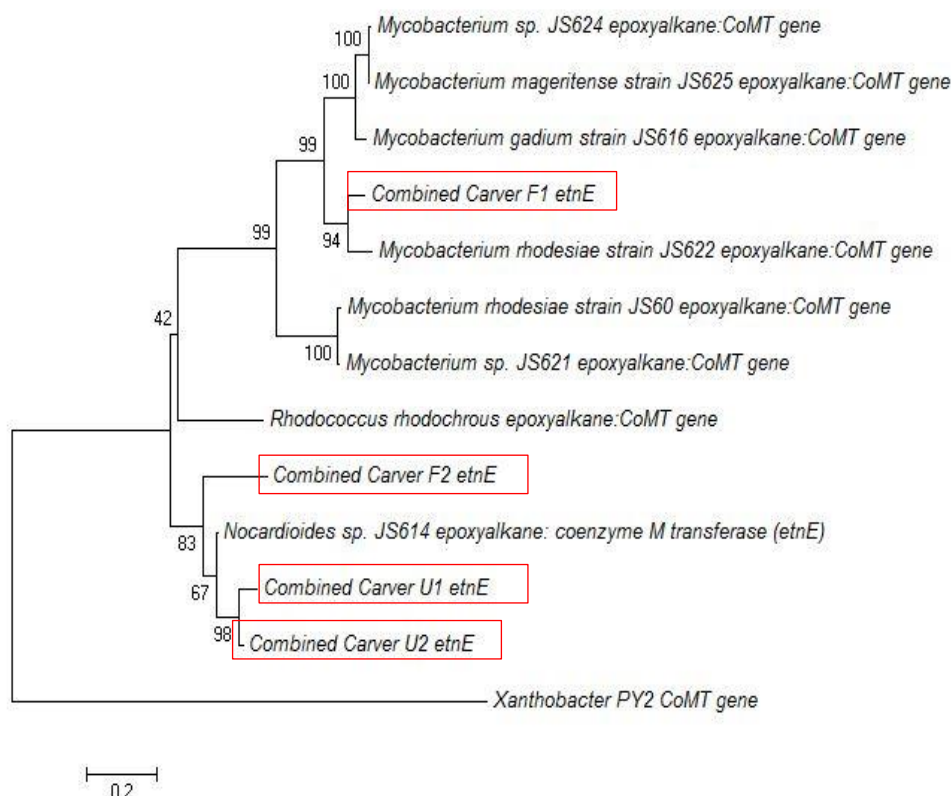 100
Mycobacterium sp. JS624 epoxyalkane:CoMT gene
100
Mycobacterium mageritense strain JS625 epoxyalkane:CoMT gene
Mycobacterium gadium strain JS616 epoxyalkane:CoMT gene
99
Combined Carver F1 etnE
99
94
Mycobacterium rhodesiae strain JS622 epoxyalkane:CoMT gene
Mycobacterium rhodesiae strain JS60 epoxyalkane:CoMT gene
42
100
Mycobacterium sp. JS621 epoxyalkane:CoMT gene
Rhodococcus rhodochrous epoxyalkane:CoMT gene
Combined Carver F2 etnE
Nocardioides sp. JS614 epoxyalkane: coenzyme M transferase (etnE)
83
Combined Carver U1 etnE
67
98
Combined Carver U2 etnE
Xanthobacter PY2 CoMT gene
0.2